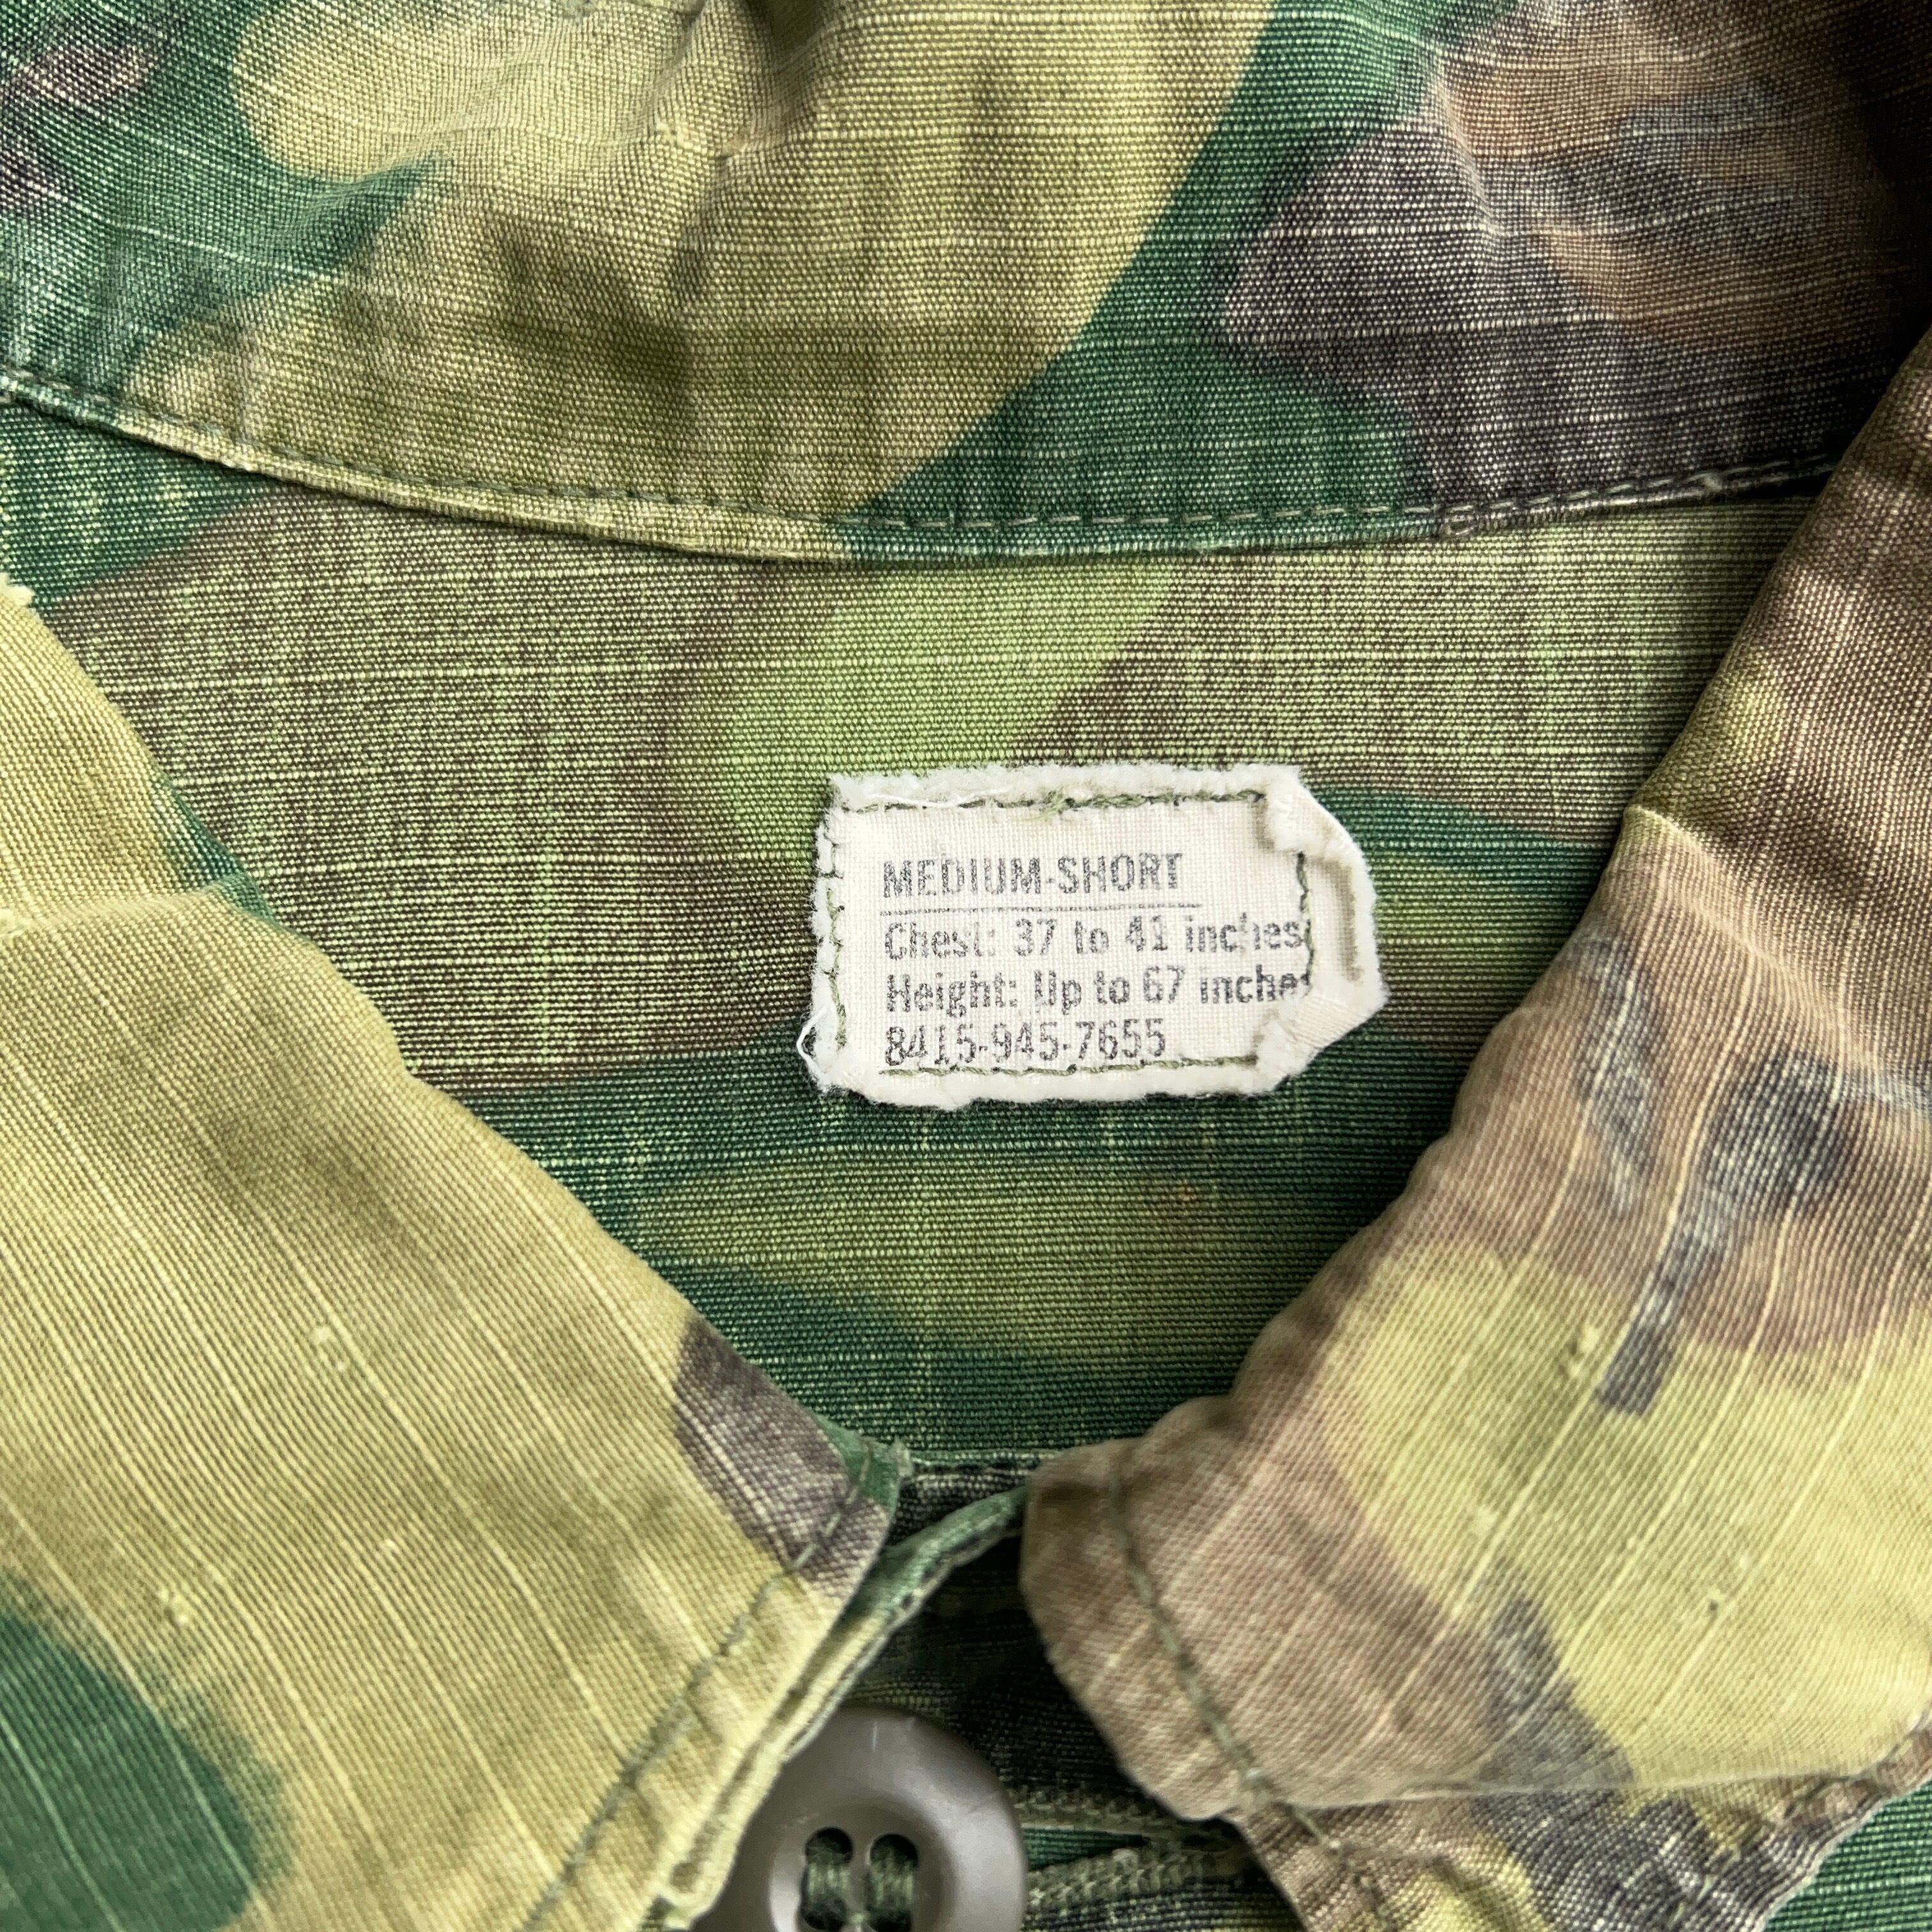 MEDIUM-SHORT
Chest: 37 to 41 inches
Height: Up to 67 inches
8415-945-7655